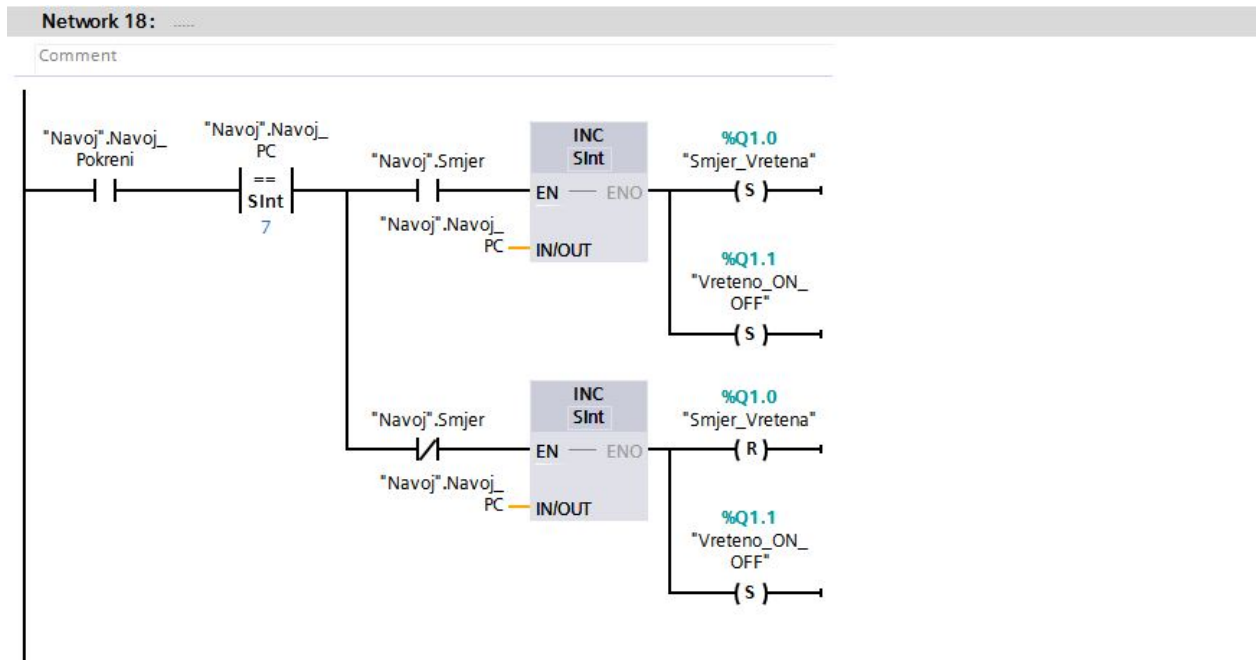 Network 18: .....
Comment
"Navoj".Navoj_
Pokreni
"Navoj".Navoj_
PC
==
SInt
7
"Navoj".Smjer
"Navoj".Navoj_
PC
INC
SInt
EN
ENO
IN/OUT
%Q1.0
"Smjer_Vretena"
S
%Q1.1
"Vreteno_ON_
OFF"
S
"Navoj".Smjer
"Navoj".Navoj_
PC
INC
SInt
EN
ENO
IN/OUT
%Q1.0
"Smjer_Vretena"
R
%Q1.1
"Vreteno_ON_
OFF"
S